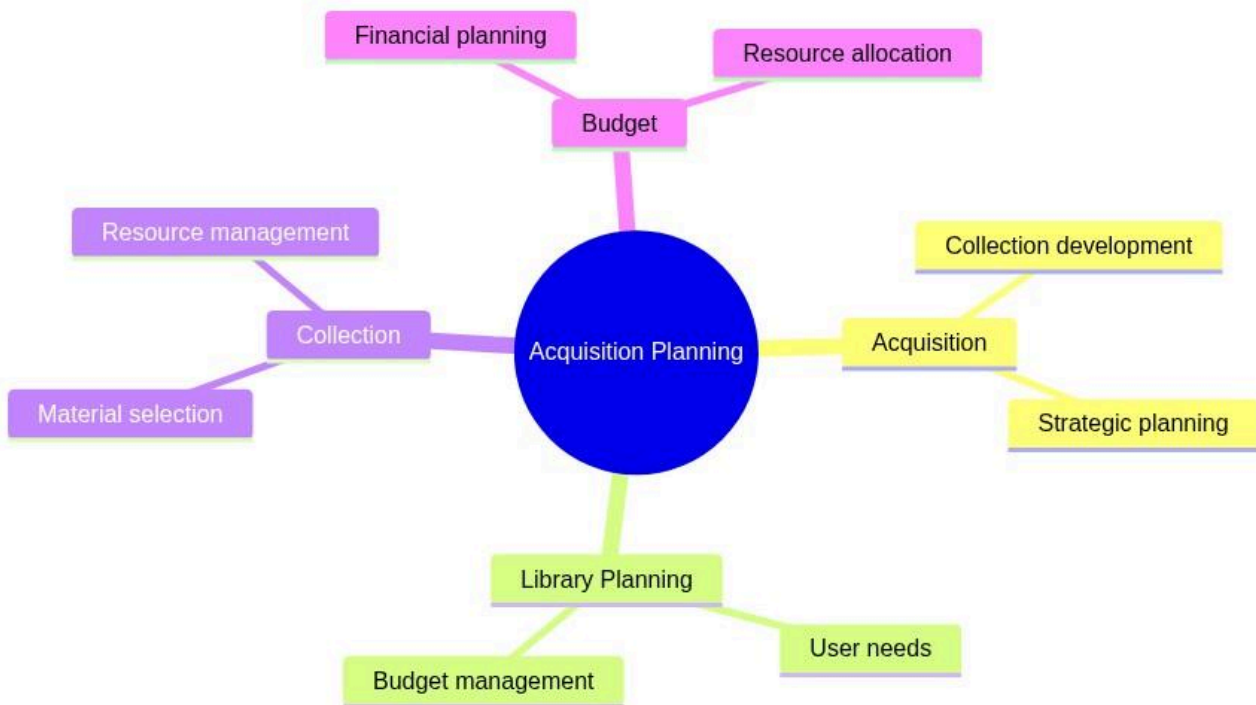 Financial planning
Resource allocation
Budget
Resource management
Collection development
Collection
Acquisition Planning
Acquisition
Material selection
Strategic planning
Library Planning
User needs
Budget management